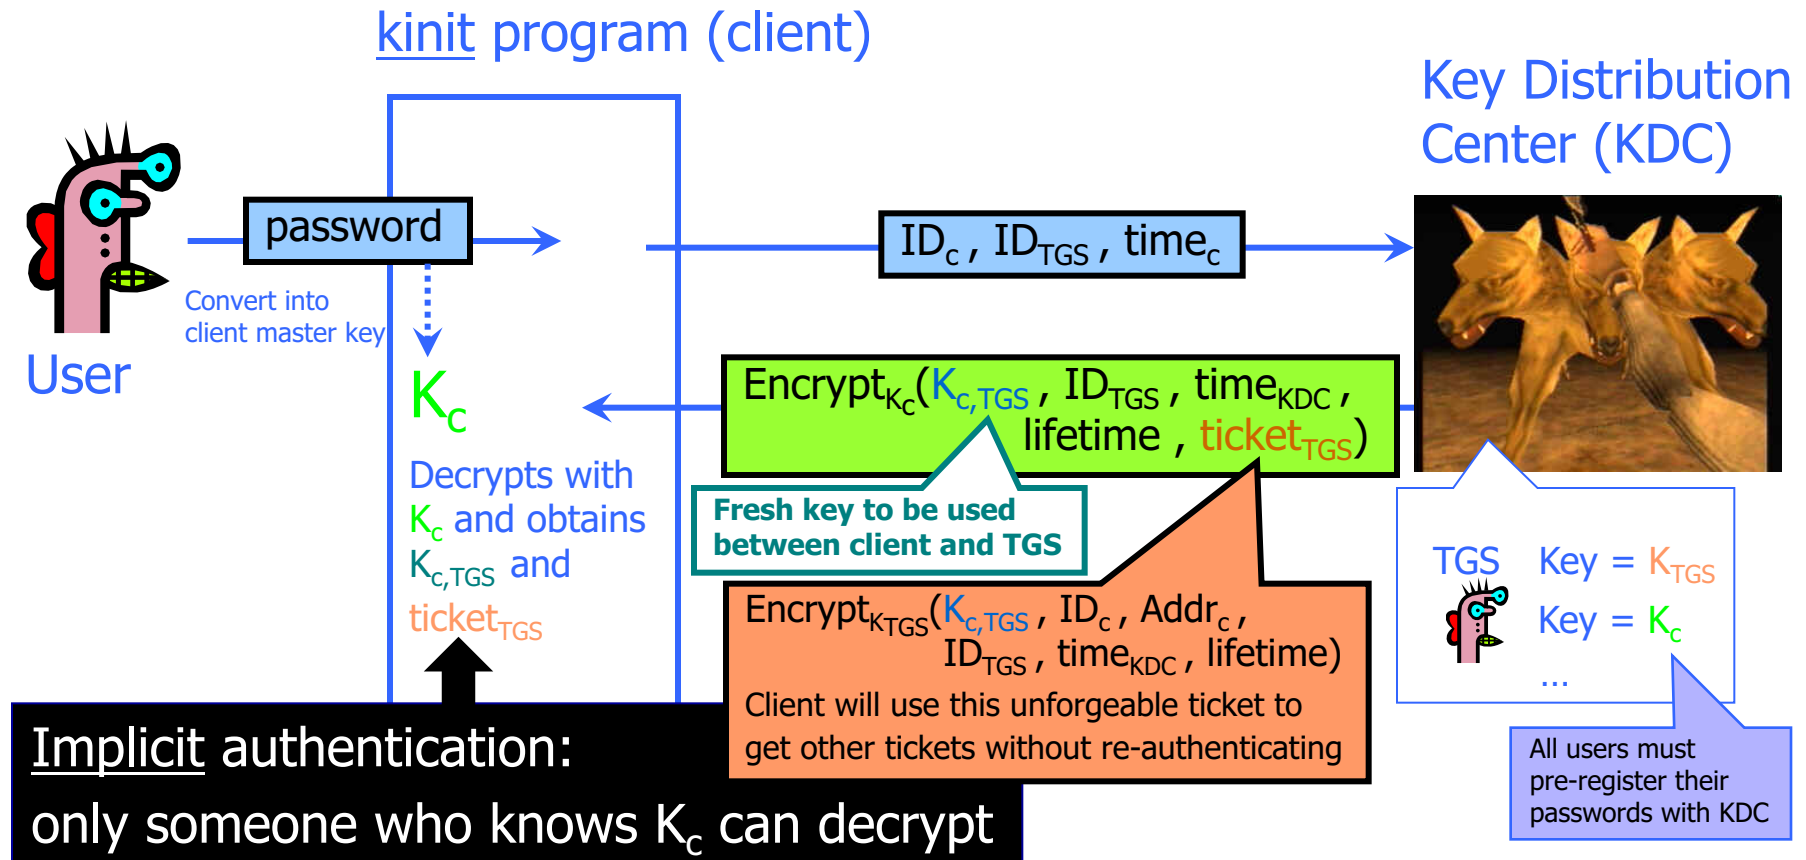 kinit program (client)
Key Distribution
Center (KDC)
password
IDc , IDTGS , timec
Convert into
client master key
User
Kc
EncryptKc(Kc,TGS , IDTGS , timeKDC ,
lifetime , ticketTGS)
Decrypts with
Kc and obtains
Kc,TGS and
ticketTGS
Fresh key to be used
between client and TGS
TGS Key = KTGS
Key = Kc
...
EncryptKTGS(Kc,TGS , IDc , Addrc ,
IDTGS , timeKDC , lifetime)
Client will use this unforgeable ticket to
get other tickets without re-authenticating
Implicit authentication:
only someone who knows Kc can decrypt
All users must
pre-register their
passwords with KDC